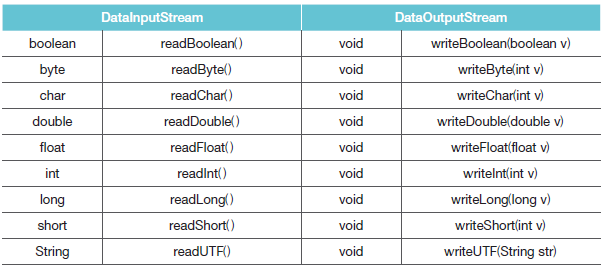 DataInputStream DataOutputStream
boolean readBoolean() void writeBoolean(boolean v)
byte readByte() void writeByte(int v)
char readChar() void writeChar(int v)
double readDouble() void writeDouble(double v)
float readFloat() void writeFloat(float v)
int readInt() void writeInt(int v)
long readLong() void writeLong(long v)
short readShort() void writeShort(int v)
String readUTF() void writeUTF(String str)